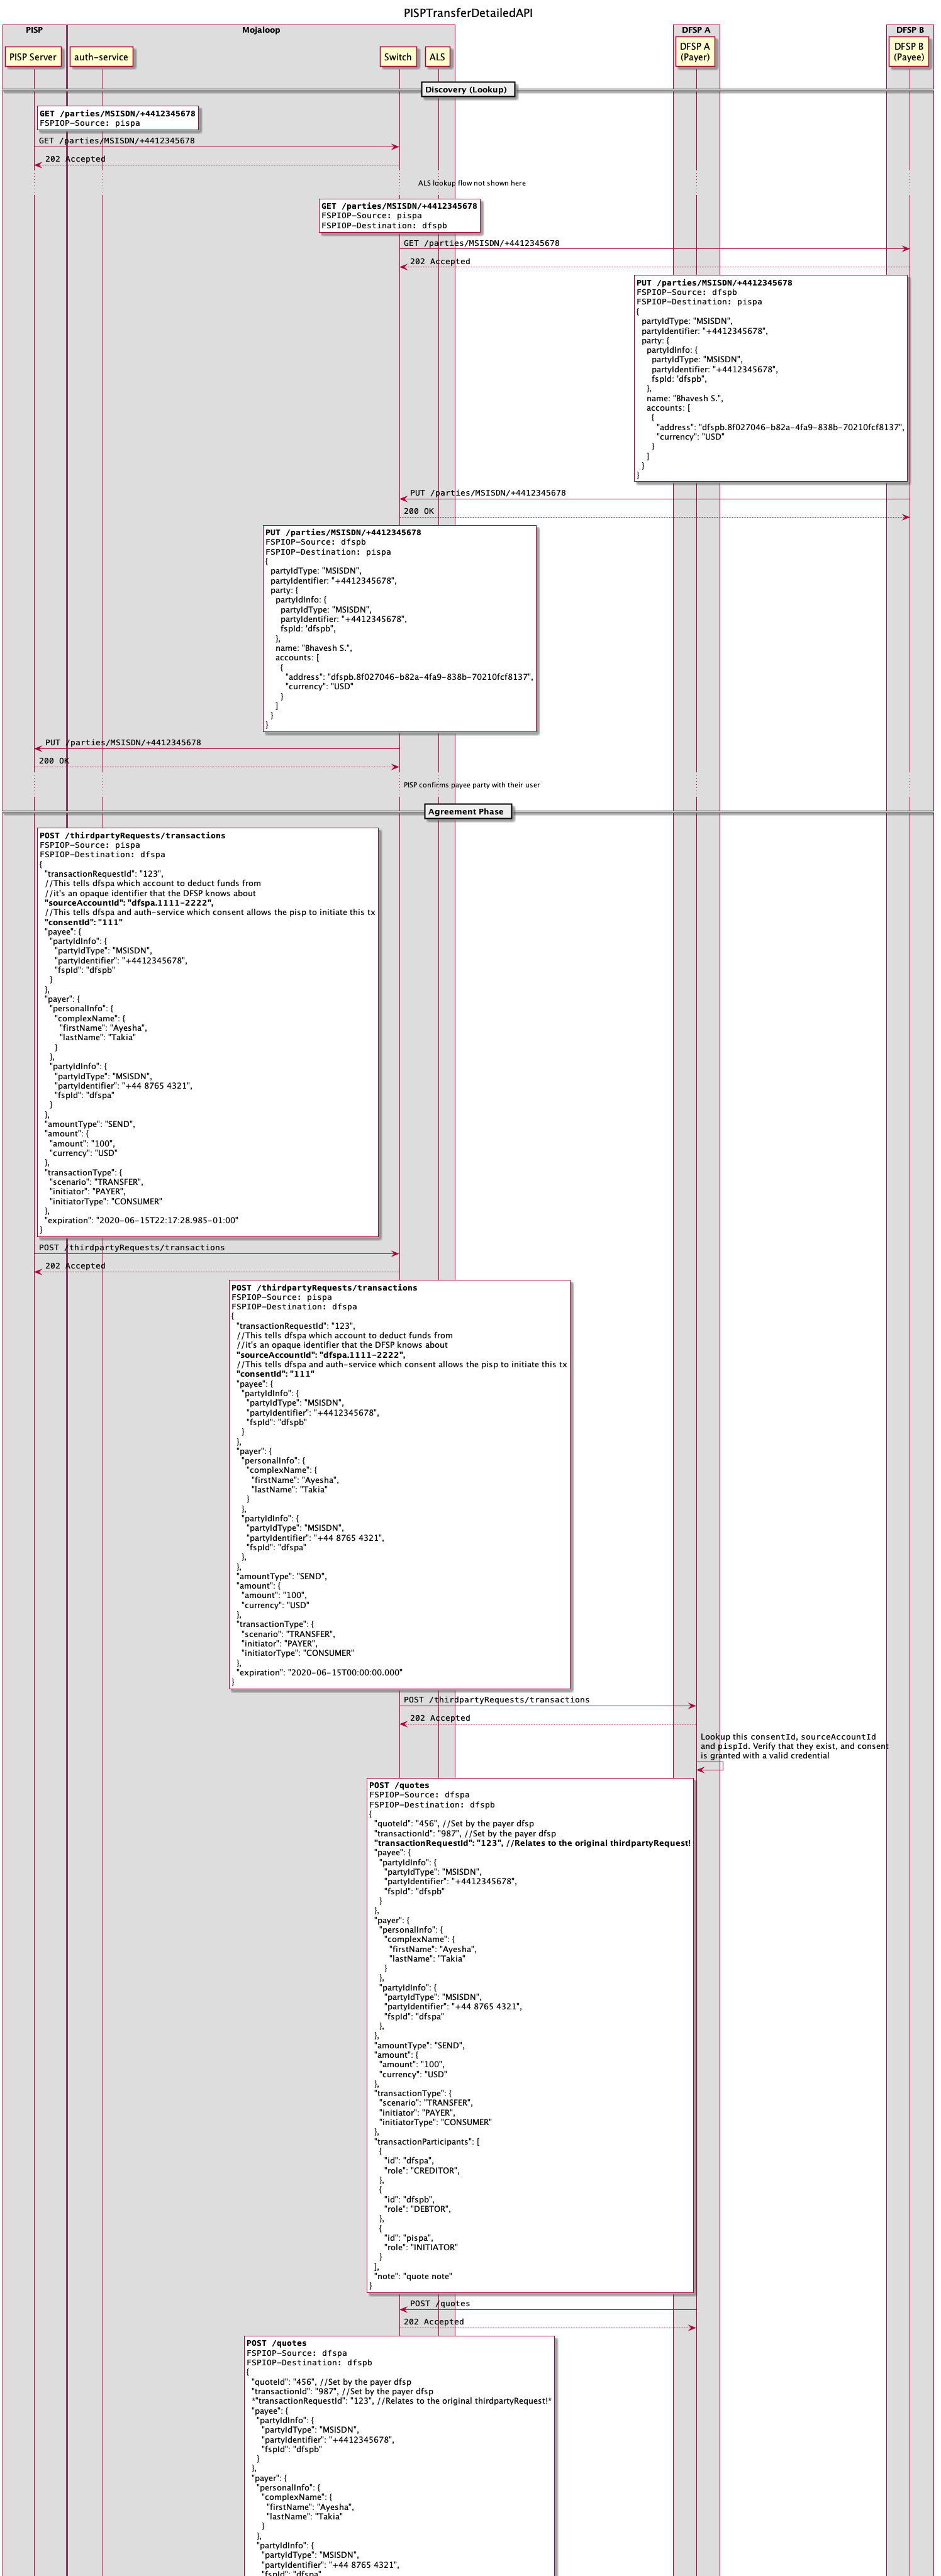 PISPTransferDetailedAPI
PISP
Mojaloop
DFSP A
DFSP B
PISP Server
auth-service
Switch
ALS
DFSP A
(Payer)
DFSP B
(Payee)
Discovery (Lookup)
GET /parties/MSISDN/+4412345678
FSPIOP-Source: pispa
GET /parties/MSISDN/+4412345678
202 Accepted
ALS lookup flow not shown here
GET /parties/MSISDN/+4412345678
FSPIOP-Source: pispa
FSPIOP-Destination: dfspb
GET /parties/MSISDN/+4412345678
202 Accepted
PUT /parties/MSISDN/+4412345678
FSPIOP-Source: dfspb
FSPIOP-Destination: pispa
{
partyIdType: "MSISDN",
partyIdentifier: "+4412345678",
party: {
partyIdInfo: {
partyIdType: "MSISDN",
partyIdentifier: "+4412345678",
fspId: 'dfspb",
},
name: "Bhavesh S.",
accounts: [
{
"address": "dfspb.8f027046-b82a-4fa9-838b-70210fcf8137",
"currency": "USD"
}
]
}
}
PUT /parties/MSISDN/+4412345678
200 OK
PUT /parties/MSISDN/+4412345678
FSPIOP-Source: dfspb
FSPIOP-Destination: pispa
{
partyIdType: "MSISDN",
partyIdentifier: "+4412345678",
party: {
partyIdInfo: {
partyIdType: "MSISDN",
partyIdentifier: "+4412345678",
fspId: 'dfspb",
},
name: "Bhavesh S.",
accounts: [
{
"address": "dfspb.8f027046-b82a-4fa9-838b-70210fcf8137",
"currency": "USD"
}
]
}
}
PUT /parties/MSISDN/+4412345678
200 OK
PISP confirms payee party with their user
Agreement Phase
POST /thirdpartyRequests/transactions
FSPIOP-Source: pispa
FSPIOP-Destination: dfspa
{
"transactionRequestId": "123",
//This tells dfspa which account to deduct funds from
//it's an opaque identifier that the DFSP knows about
"sourceAccountId": "dfspa.1111-2222",
//This tells dfspa and auth-service which consent allows the pisp to initiate this tx
"consentId": "111"
"payee": {
"partyIdInfo": {
"partyIdType": "MSISDN",
"partyIdentifier": "+4412345678",
"fspId": "dfspb"
}
},
"payer": {
"personalInfo": {
"complexName": {
"firstName": "Ayesha",
"lastName": "Takia"
}
},
"partyIdInfo": {
"partyIdType": "MSISDN",
"partyIdentifier": "+44 8765 4321",
"fspId": "dfspa"
}
},
"amountType": "SEND",
"amount": {
"amount": "100",
"currency": "USD"
},
"transactionType": {
"scenario": "TRANSFER",
"initiator": "PAYER",
"initiatorType": "CONSUMER"
},
"expiration": "2020-06-15T22:17:28.985-01:00"
}
POST /thirdpartyRequests/transactions
202 Accepted
POST /thirdpartyRequests/transactions
FSPIOP-Source: pispa
FSPIOP-Destination: dfspa
{
"transactionRequestId": "123",
//This tells dfspa which account to deduct funds from
//it's an opaque identifier that the DFSP knows about
"sourceAccountId": "dfspa.1111-2222",
//This tells dfspa and auth-service which consent allows the pisp to initiate this tx
"consentId": "111"
"payee": {
"partyIdInfo": {
"partyIdType": "MSISDN",
"partyIdentifier": "+4412345678",
"fspId": "dfspb"
}
},
"payer": {
"personalInfo": {
"complexName": {
"firstName": "Ayesha",
"lastName": "Takia"
}
},
"partyIdInfo": {
"partyIdType": "MSISDN",
"partyIdentifier": "+44 8765 4321",
"fspId": "dfspa"
},
},
"amountType": "SEND",
"amount": {
"amount": "100",
"currency": "USD"
},
"transactionType": {
"scenario": "TRANSFER",
"initiator": "PAYER",
"initiatorType": "CONSUMER"
},
"expiration": "2020-06-15T00:00:00.000"
}
POST /thirdpartyRequests/transactions
202 Accepted
Lookup this consentId, sourceAccountId
and pispId. Verify that they exist, and consent
is granted with a valid credential
POST /quotes
FSPIOP-Source: dfspa
FSPIOP-Destination: dfspb
{
"quoteId": "456", //Set by the payer dfsp
"transactionId": "987", //Set by the payer dfsp
"transactionRequestId": "123", //Relates to the original thirdpartyRequest!
"payee": {
"partyIdInfo": {
"partyIdType": "MSISDN",
"partyIdentifier": "+4412345678",
"fspId": "dfspb"
}
},
"payer": {
"personalInfo": {
"complexName": {
"firstName": "Ayesha",
"lastName": "Takia"
}
},
"partyIdInfo": {
"partyIdType": "MSISDN",
"partyIdentifier": "+44 8765 4321",
"fspId": "dfspa"
},
},
"amountType": "SEND",
"amount": {
"amount": "100",
"currency": "USD"
},
"transactionType": {
"scenario": "TRANSFER",
"initiator": "PAYER",
"initiatorType": "CONSUMER"
},
"transactionParticipants": [
{
"id": "dfspa",
"role": "CREDITOR",
},
{
"id": "dfspb",
"role": "DEBTOR",
},
{
"id": "pispa",
"role": "INITIATOR"
}
],
"note": "quote note"
}
POST /quotes
202 Accepted
POST /quotes
FSPIOP-Source: dfspa
FSPIOP-Destination: dfspb
{
"quoteId": "456", //Set by the payer dfsp
"transactionId": "987", //Set by the payer dfsp
*"transactionRequestId": "123", //Relates to the original thirdpartyRequest!*
"payee": {
"partyIdInfo": {
"partyIdType": "MSISDN",
"partyIdentifier": "+4412345678",
"fspId": "dfspb"
}
},
"payer": {
"personalInfo": {
"complexName": {
"firstName": "Ayesha",
"lastName": "Takia"
}
},
"partyIdInfo": {
"partyIdType": "MSISDN",
"partyIdentifier": "+44 8765 4321",
"fspId": "dfspa"